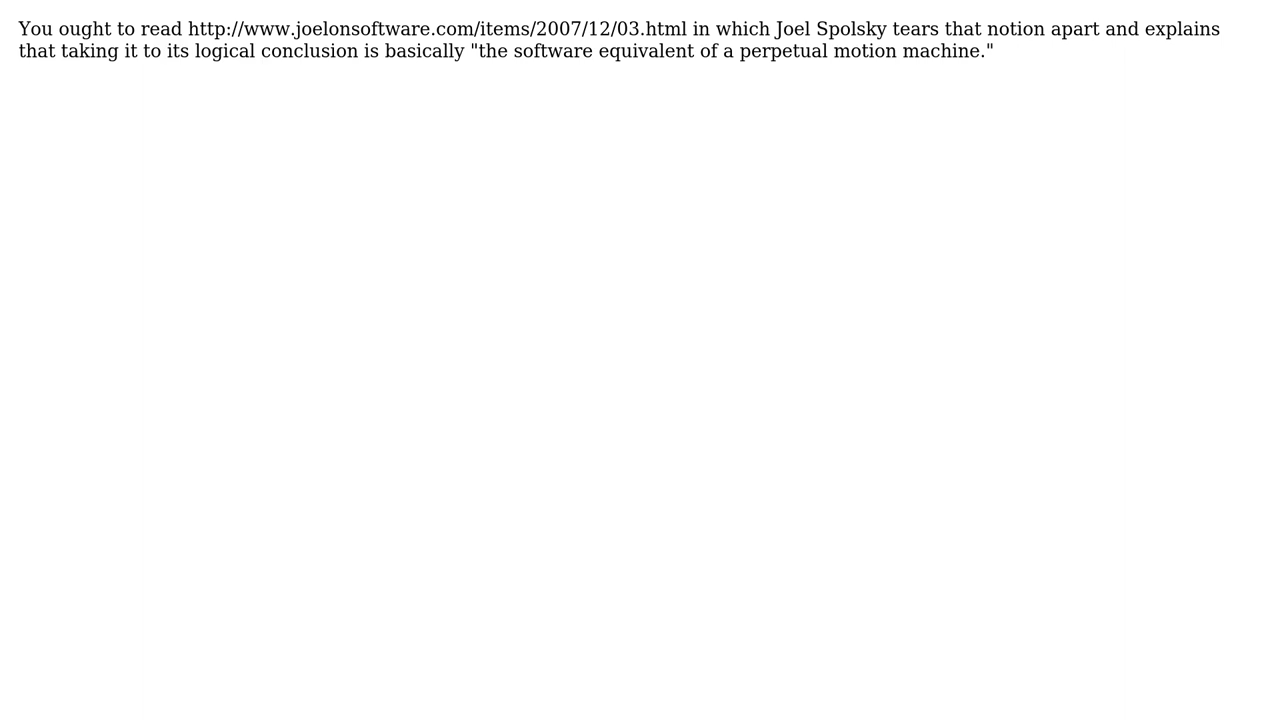 You ought to read http://www.joelonsoftware.com/items/2007/12/03.html in which Joel Spolsky tears that notion apart and explains
that taking it to its logical conclusion is basically "the software equivalent of a perpetual motion machine."